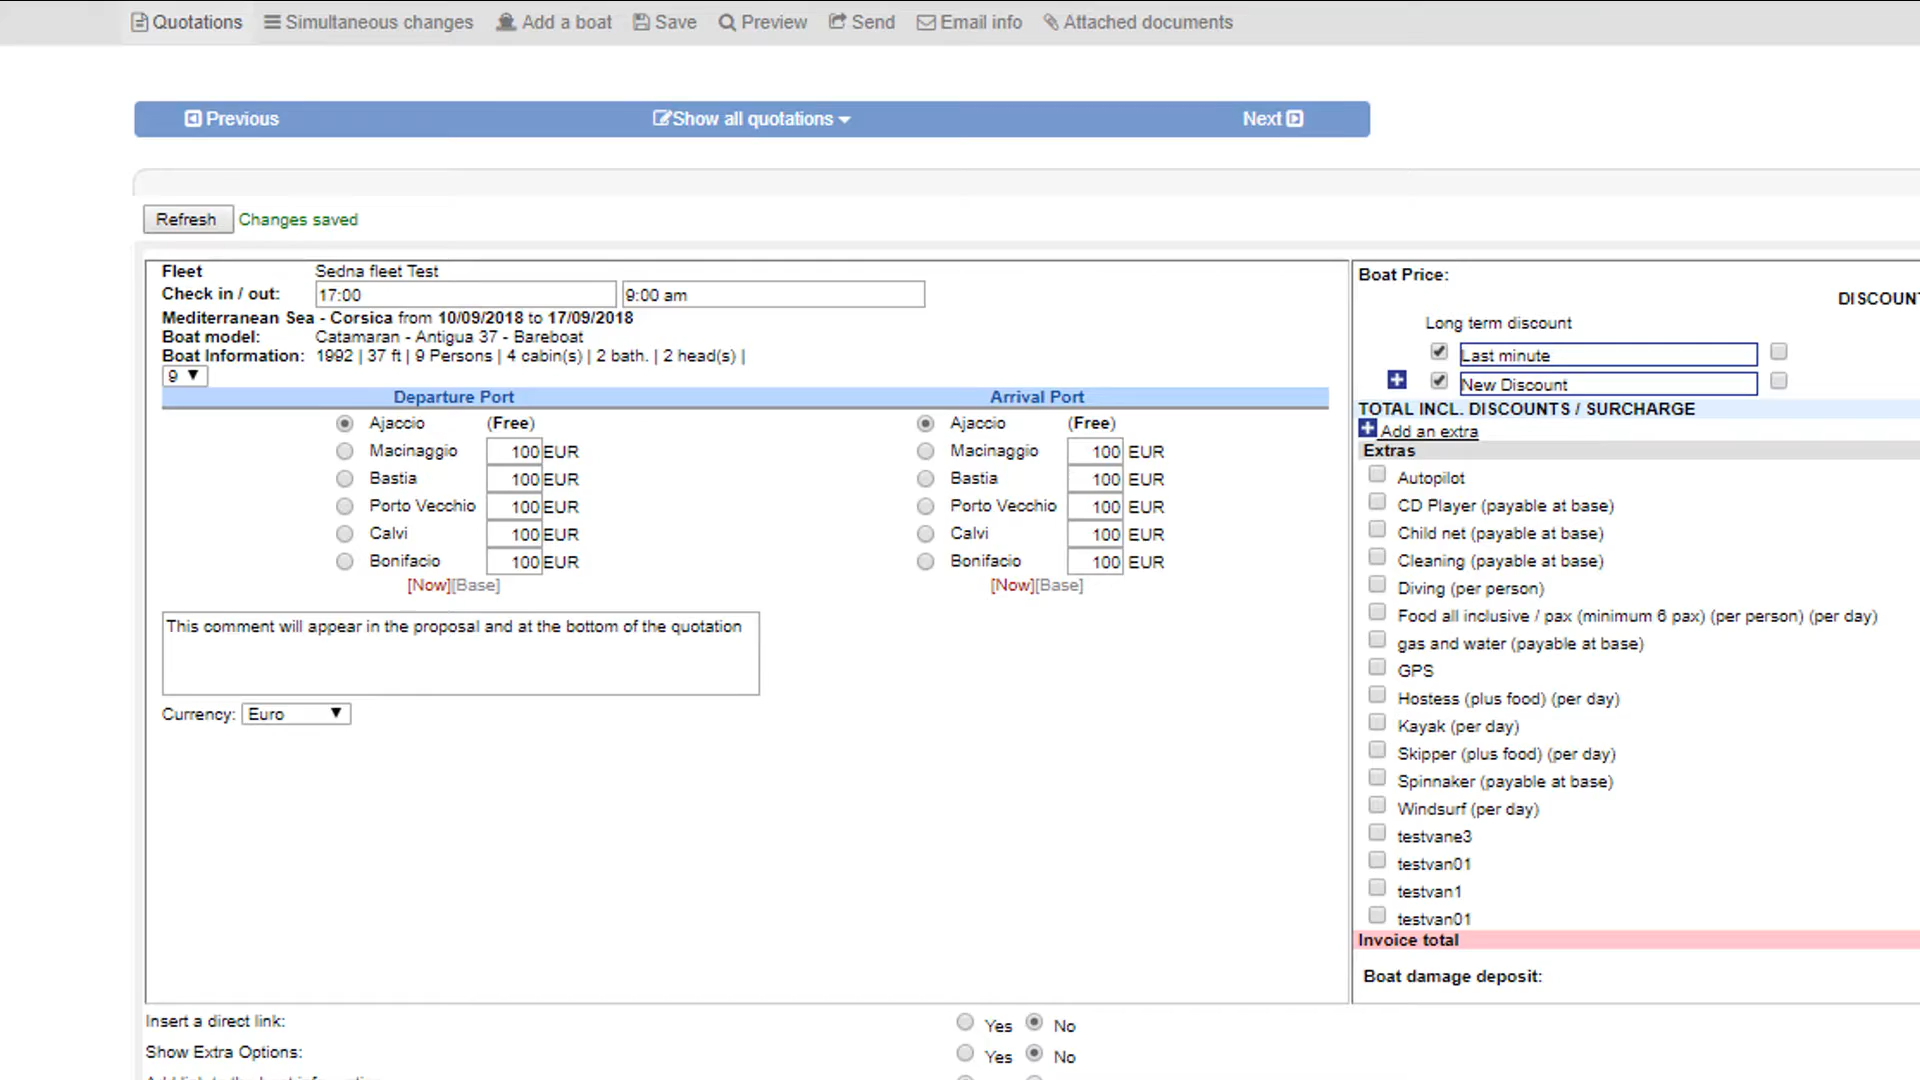 Quotations Simultaneous changes Add a boat Save Preview Send Email info Attached documents
Previous Show all quotations Next
Refresh Changes saved
Fleet Sedna fleet Test
Check in / out: 17:00 9:00 am
Mediterranean Sea - Corsica from 10/09/2018 to 17/09/2018
Boat model: Catamaran - Antigua 37 - Bareboat
Boat Information: 1992 | 37 ft | 9 Persons | 4 cabin(s) | 2 bath. | 2 head(s) |
9
Departure Port Arrival Port
Ajaccio (Free) Ajaccio (Free)
Macinaggio 100 EUR Macinaggio 100 EUR
Bastia 100 EUR Bastia 100 EUR
Porto Vecchio 100 EUR Porto Vecchio 100 EUR
Calvi 100 EUR Calvi 100 EUR
Bonifacio 100 EUR Bonifacio 100 EUR
[Now][Base] [Now][Base]
This comment will appear in the proposal and at the bottom of the quotation
Currency: Euro
Boat Price:
DISCOUNT
Long term discount
Last minute
New Discount
TOTAL INCL. DISCOUNTS / SURCHARGE
Add an extra
Extras
Autopilot
CD Player (payable at base)
Child net (payable at base)
Cleaning (payable at base)
Diving (per person)
Food all inclusive / pax (minimum 6 pax) (per person) (per day)
gas and water (payable at base)
GPS
Hostess (plus food) (per day)
Kayak (per day)
Skipper (plus food) (per day)
Spinnaker (payable at base)
Windsurf (per day)
testvane3
testvan01
testvan1
testvan01
Invoice total
Boat damage deposit:
Insert a direct link: Yes No
Show Extra Options: Yes No